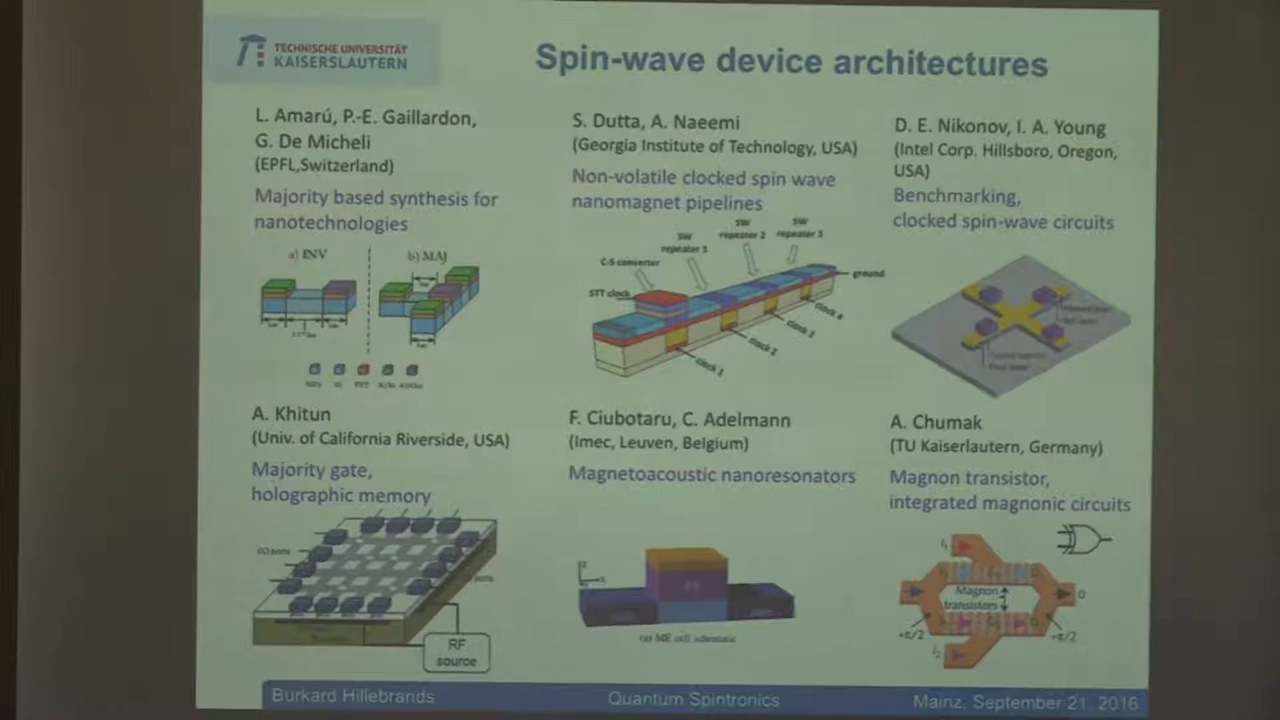 TECHNISCHE UNIVERSITÄT
KAISERSLAUTERN
Spin-wave device architectures
L. Amarú, P.-E. Gaillardon,
G. De Micheli
(EPFL,Switzerland)
Majority based synthesis for
nanotechnologies
a) INV
b) MAJ
S. Dutta, A. Naeemi
(Georgia Institute of Technology, USA)
Non-volatile clocked spin wave
nanomagnet pipelines
SW
repeater 1
SW
repeater 2
SW
repeater 3
C-S converter
STT clock
ground
clock 1
clock 2
clock 3
clock 4
D. E. Nikonov, I. A. Young
(Intel Corp. Hillsboro, Oregon,
USA)
Benchmarking,
clocked spin-wave circuits
A. Khitun
(Univ. of California Riverside, USA)
Majority gate,
holographic memory
ports
RF
source
F. Ciubotaru, C. Adelmann
(Imec, Leuven, Belgium)
Magnetoacoustic nanoresonators
(a) ME cell schematic
A. Chumak
(TU Kaiserlautern, Germany)
Magnon transistor,
integrated magnonic circuits
I₁
Magnon
transistors
O
+π/2
I₂
Burkard Hillebrands
Quantum Spintronics
Mainz, September 21, 2016